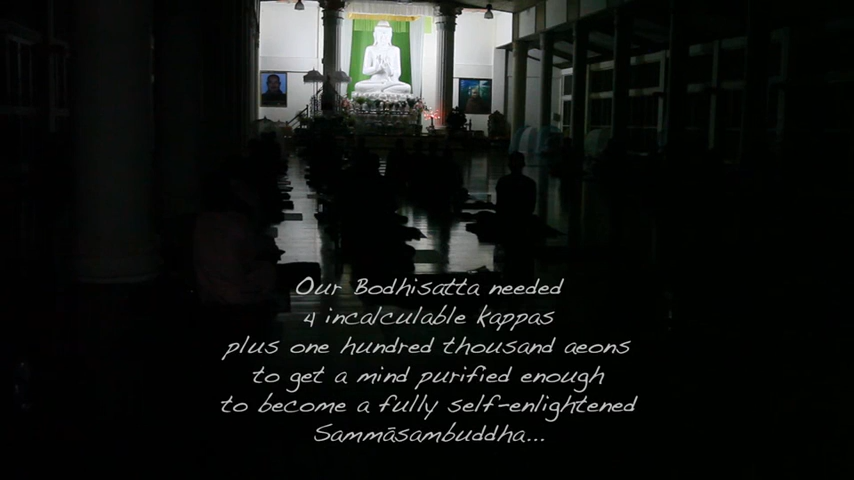 Our Bodhisatta needed
4 incalculable kappas
plus one hundred thousand aeons
to get a mind purified enough
to become a fully self-enlightened
Sammāsambuddha...